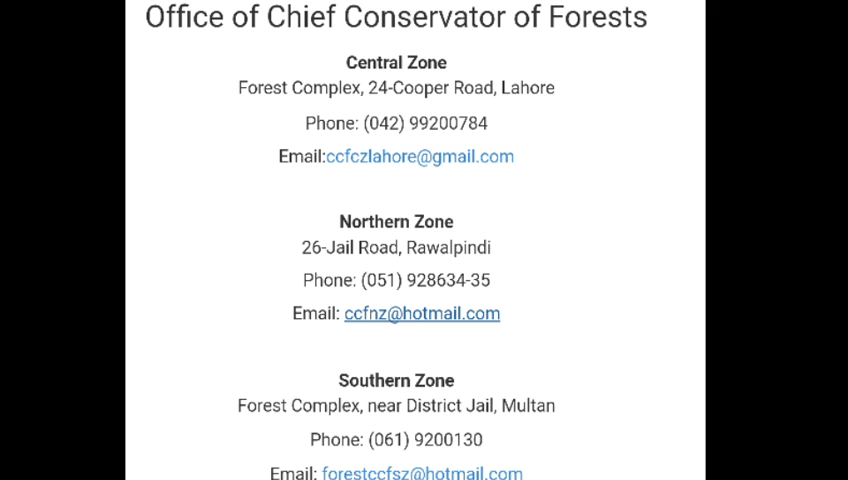 Office of Chief Conservator of Forests
Central Zone
Forest Complex, 24-Cooper Road, Lahore
Phone: (042) 99200784
Email:ccfczlahore@gmail.com
Northern Zone
26-Jail Road, Rawalpindi
Phone: (051) 928634-35
Email: ccfnz@hotmail.com
Southern Zone
Forest Complex, near District Jail, Multan
Phone: (061) 9200130
Email: forestccfsz@hotmail.com